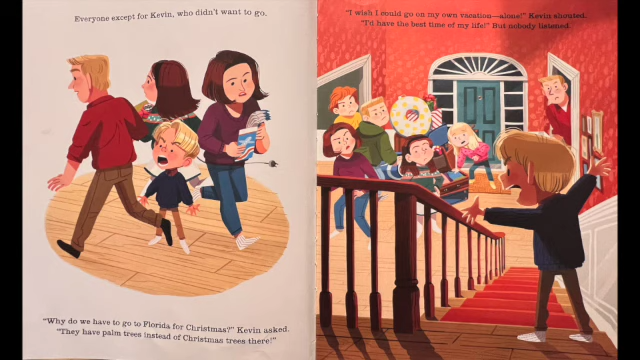 Everyone except for Kevin, who didn't want to go.
"Why do we have to go to Florida for Christmas?" Kevin asked.
"They have palm trees instead of Christmas trees there!"
"I wish I could go on my own vacation—alone!" Kevin shouted.
"I'd have the best time of my life!" But nobody listened.